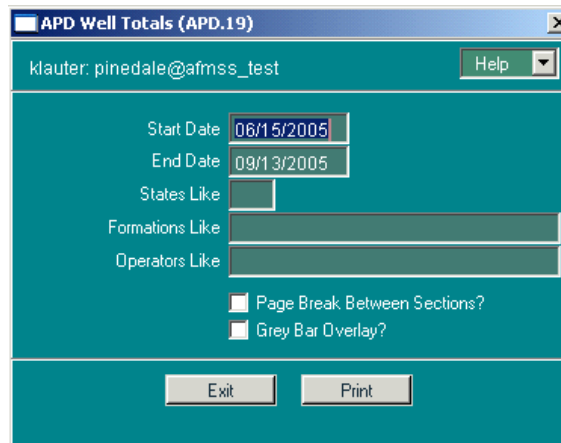 APD Well Totals (APD.19)
klauter: pinedale@afmss_test
Help
Start Date 06/15/2005
End Date 09/13/2005
States Like
Formations Like
Operators Like
Page Break Between Sections?
Grey Bar Overlay?
Exit Print